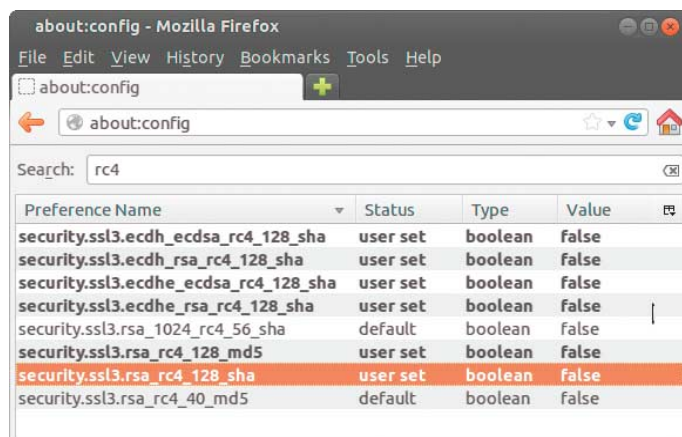 about:config - Mozilla Firefox
File Edit View History Bookmarks Tools Help
about:config
about:config
Search: rc4
Preference Name Status Type Value
security.ssl3.ecdh_ecdsa_rc4_128_sha user set boolean false
security.ssl3.ecdh_rsa_rc4_128_sha user set boolean false
security.ssl3.ecdhe_ecdsa_rc4_128_sha user set boolean false
security.ssl3.ecdhe_rsa_rc4_128_sha user set boolean false
security.ssl3.rsa_1024_rc4_56_sha default boolean false
security.ssl3.rsa_rc4_128_md5 user set boolean false
security.ssl3.rsa_rc4_128_sha user set boolean false
security.ssl3.rsa_rc4_40_md5 default boolean false